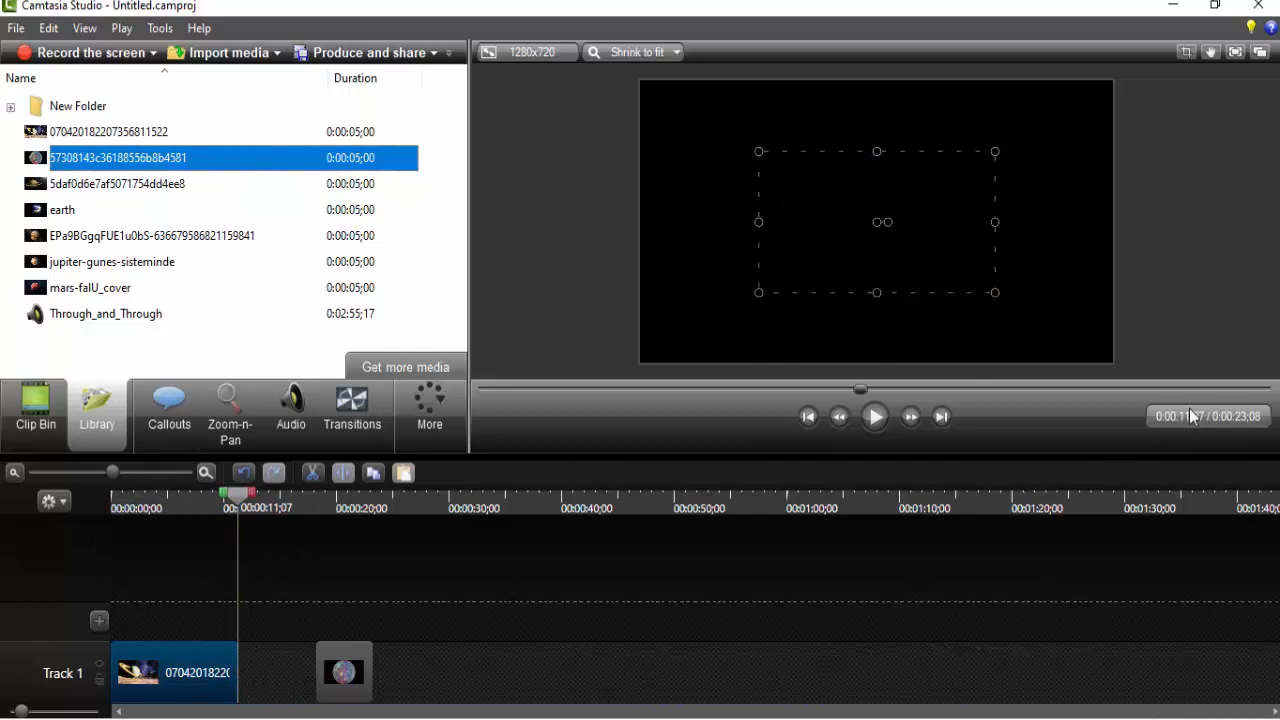 Camtasia Studio - Untitled.camproj
File Edit View Play Tools Help
Record the screen Import media Produce and share
1280x720 Shrink to fit
Name Duration
New Folder
070420182207356811522 0:00:05;00
57308143c36188556b8b4581 0:00:05;00
5daf0d6e7af5071754dd4ee8 0:00:05;00
earth 0:00:05;00
EPa9BGgqFUE1u0bS-636679586821159841 0:00:05;00
jupiter-gunes-sisteminde 0:00:05;00
mars-falU_cover 0:00:05;00
Through_and_Through 0:02:55;17
Get more media
Clip Bin Library Callouts Zoom-n-Pan Audio Transitions More
/ 0:00:23;08
00:00:00;00 00:00:11;07 00:00:20;00 00:00:30;00 00:00:40;00 00:00:50;00 00:01:00;00 00:01:10;00 00:01:20;00 00:01:30;00 00:01:40;0
Track 1 0704201822